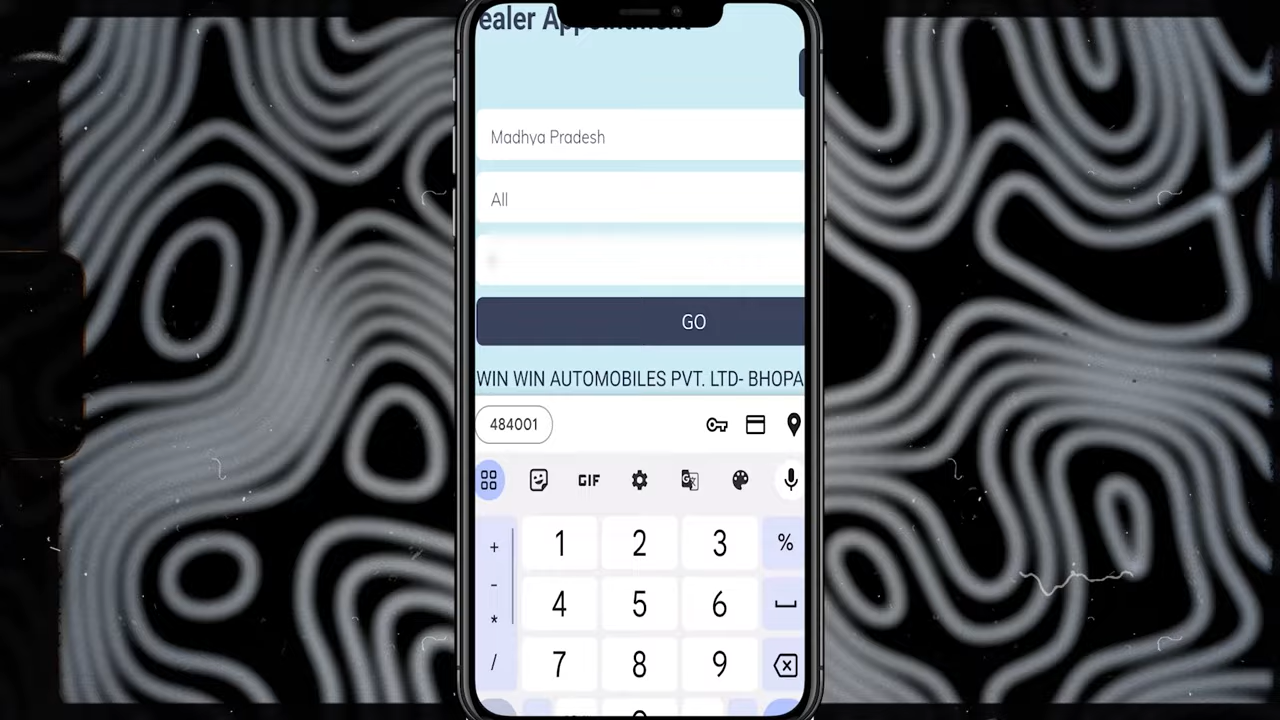 ealer Appointment
Madhya Pradesh
All
GO
WIN WIN AUTOMOBILES PVT. LTD- BHOPA
484001
GIF
+ 1 2 3 %
- 4 5 6
*
/ 7 8 9